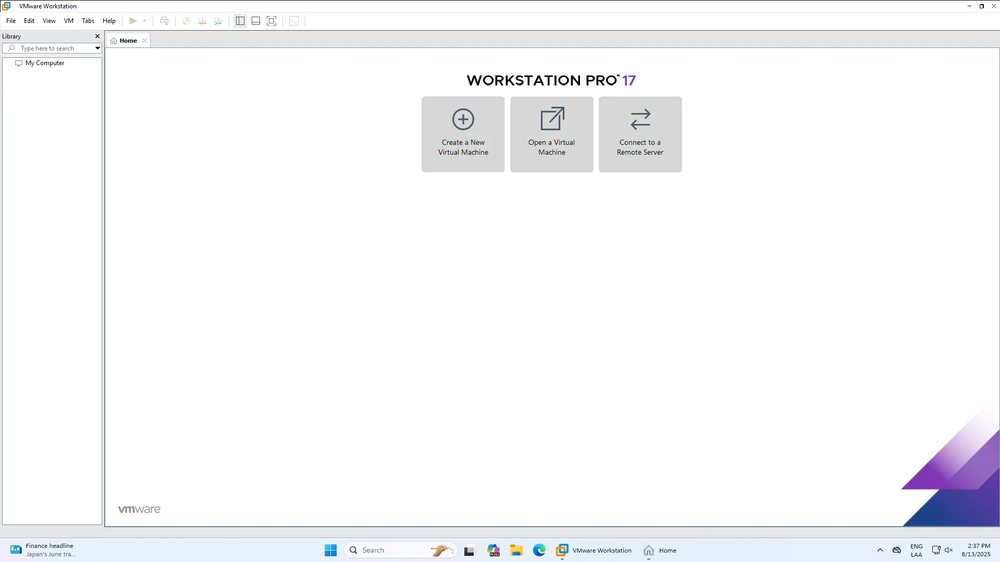 VMware Workstation
File Edit View VM Tabs Help
Library
Type here to search
My Computer
Home
WORKSTATION PRO™ 17
Create a New
Virtual Machine
Open a Virtual
Machine
Connect to a
Remote Server
vmware
Finance headline
Japan's June tra...
Search
M365
VMware Workstation
Home
ENG
LAA
2:37 PM
8/13/2025